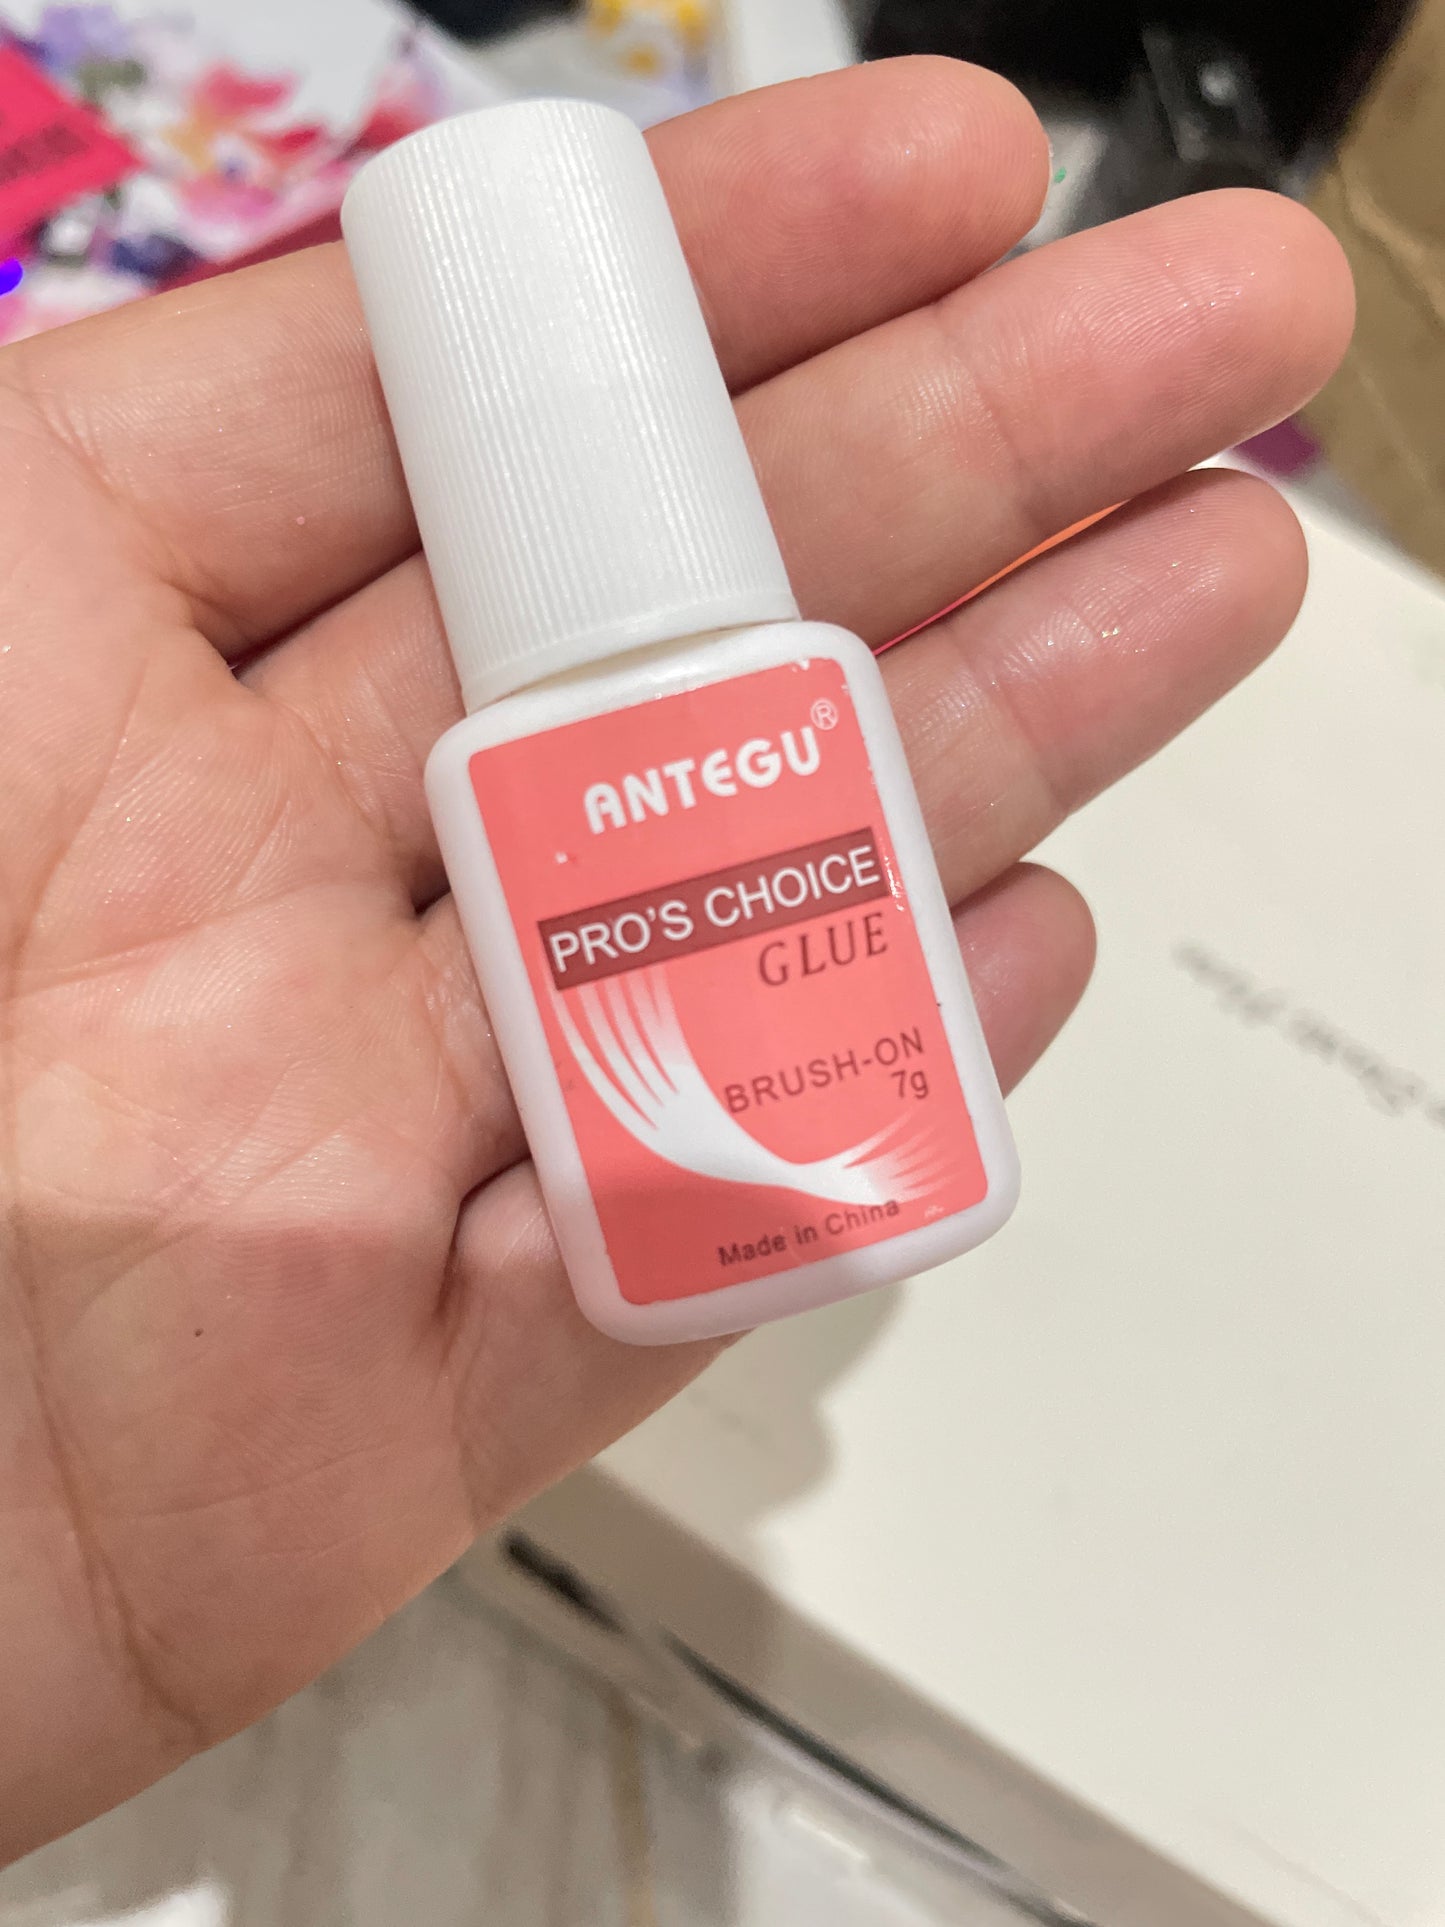 ANTEGU®
PRO'S CHOICE
GLUE
BRUSH-ON
7g
Made in China